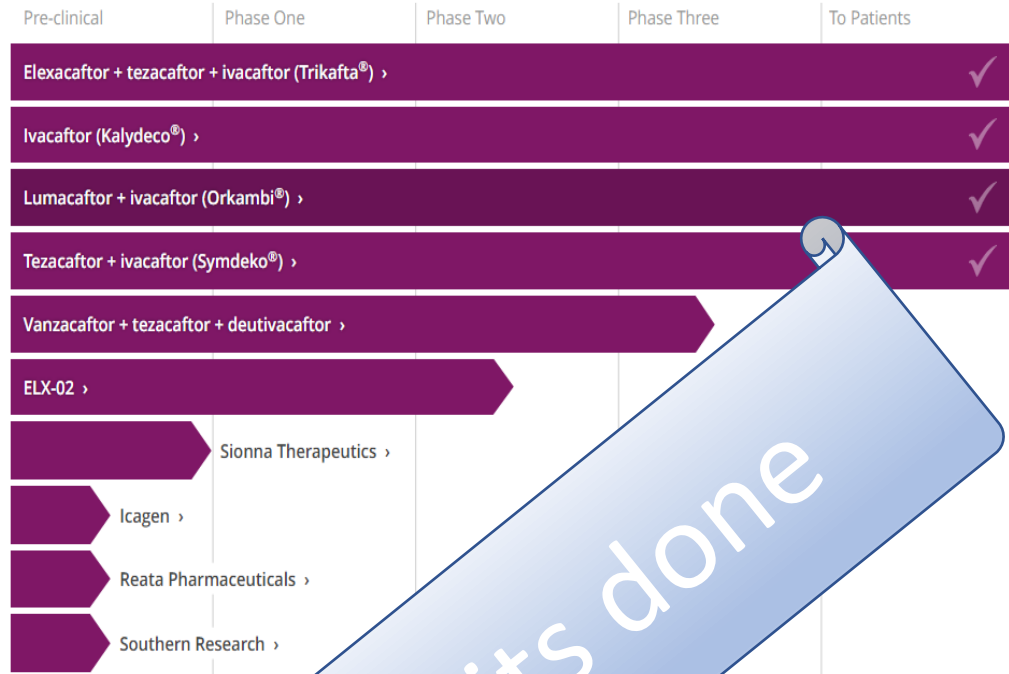 Pre-clinical Phase One Phase Two Phase Three To Patients
Elexacaftor + tezacaftor + ivacaftor (Trikafta®) ›
Ivacaftor (Kalydeco®) ›
Lumacaftor + ivacaftor (Orkambi®) ›
Tezacaftor + ivacaftor (Symdeko®) ›
Vanzacaftor + tezacaftor + deutivacaftor ›
ELX-02 ›
Sionna Therapeutics ›
Icagen ›
Reata Pharmaceuticals ›
Southern Research ›
its done